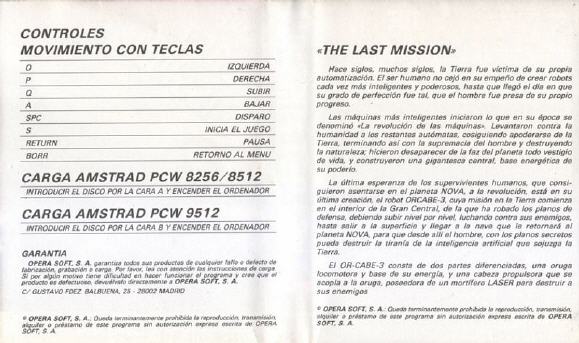 CONTROLES
MOVIMIENTO CON TECLAS
O IZQUIERDA
P DERECHA
Q SUBIR
A BAJAR
SPC DISPARO
S INICIA EL JUEGO
RETURN PAUSA
BORR RETORNO AL MENU
CARGA AMSTRAD PCW 8256/8512
INTRODUCIR EL DISCO POR LA CARA A Y ENCENDER EL ORDENADOR
CARGA AMSTRAD PCW 9512
INTRODUCIR EL DISCO POR LA CARA B Y ENCENDER EL ORDENADOR
GARANTIA
OPERA SOFT, S. A. garantiza todos sus productos de cualquier fallo o defecto de
fabricación, grabación o carga. Por favor, lea con atención las instrucciones de carga.
Si por algún motivo tiene dificultad en hacer funcionar el programa y cree que el
producto es defectuoso, devuélvalo directamente a OPERA SOFT, S. A.
C/ GUSTAVO FDEZ BALBUENA, 25 - 28002 MADRID
© OPERA SOFT, S. A.: Queda terminantemente prohibida la reproducción, transmisión,
alquiler o préstamo de este programa sin autorización expresa escrita de OPERA
SOFT, S. A.
«THE LAST MISSION»
Hace siglos, muchos siglos, la Tierra fue víctima de su propia
automatización. El ser humano no cejó en su empeño de crear robots
cada vez más inteligentes y poderosos, hasta que llegó el día en que
su grado de perfección fue tal, que el hombre fue presa de su propio
progreso.
Las máquinas más inteligentes iniciaron lo que en su época se
denominó «La revolución de las máquinas». Levantaron contra la
humanidad a los restantes autómatas, cosiguiendo apoderarse de la
Tierra, terminando así con la supremacía del hombre y destruyendo
la naturaleza; hicieron desaparecer de la faz del planeta todo vestigio
de vida, y construyeron una gigantesca central, base energética de
su poderío.
La última esperanza de los supervivientes humanos, que consi-
guieron asentarse en el planeta NOVA, a la revolución, está en su
última creación, el robot ORCABE-3, cuya misión en la Tierra comienza
en el interior de la Gran Central, de la que ha robado los planos de
defensa, debiendo subir nivel por nivel, luchando contra sus enemigos,
hasta salir a la superficie y llegar a la nave que le retornará al
planeta NOVA, para que desde allí el hombre, con los planos secretos
pueda destruir la tiranía de la inteligencia artificial que sojuzga la
Tierra.
El OR-CABE-3 consta de dos partes diferenciadas, una oruga
locomotora y base de su energía, y una cabeza propulsora que se
acopla a la oruga, poseedora de un mortífero LASER para destruir a
sus enemigos
© OPERA SOFT, S. A.: Queda terminantemente prohibida la reproducción, transmisión,
alquiler o préstamo de este programa sin autorización expresa escrita de OPERA
SOFT, S. A.